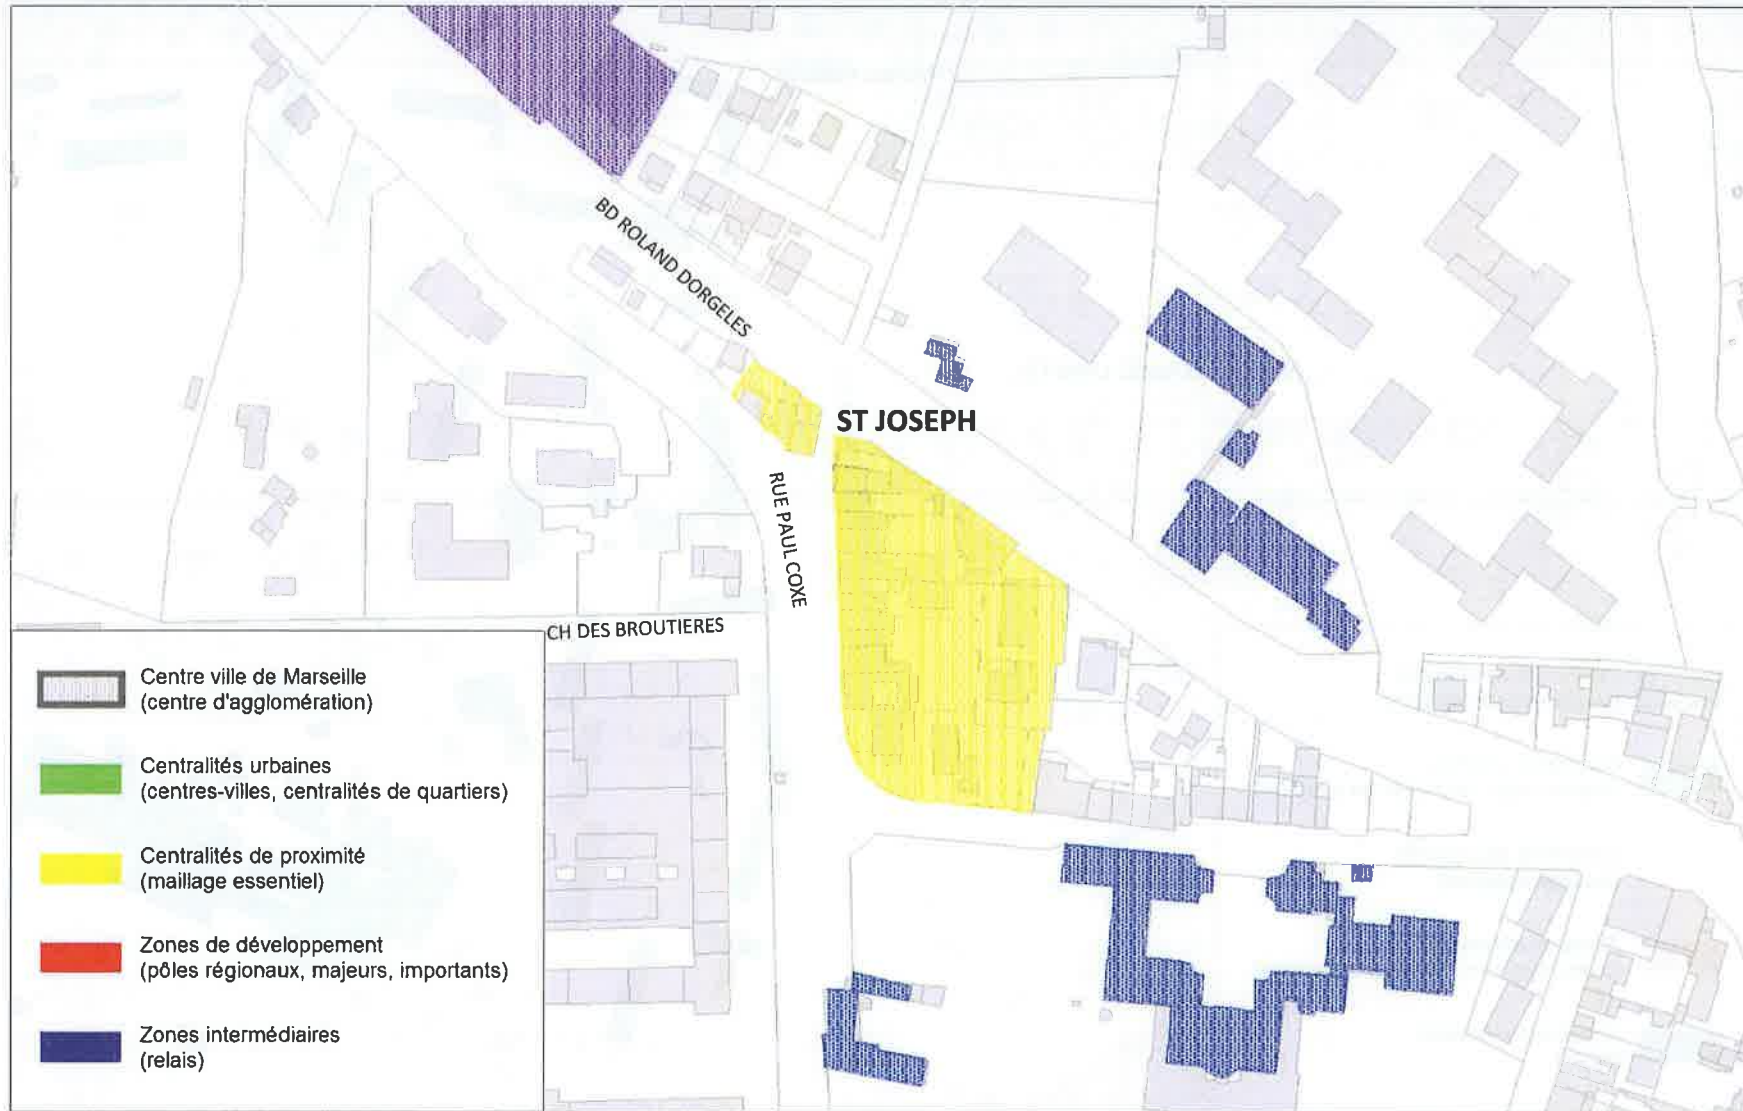 BD ROLAND DORGELES
ST JOSEPH
RUE PAUL COXE
CH DES BROUTIERES
Centre ville de Marseille
(centre d'agglomération)
Centralités urbaines
(centres-villes, centralités de quartiers)
Centralités de proximité
(maillage essentiel)
Zones de développement
(pôles régionaux, majeurs, importants)
Zones intermédiaires
(relais)